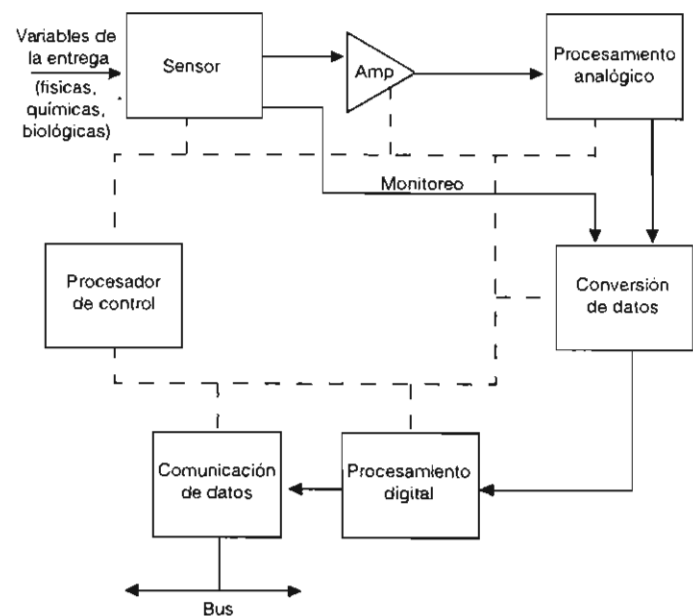 Variables de
la entrega
(fisicas,
químicas,
biológicas)
Sensor
Amp
Procesamiento
analógico
Monitoreo
Procesador
de control
Conversión
de datos
Comunicación
de datos
Procesamiento
digital
Bus